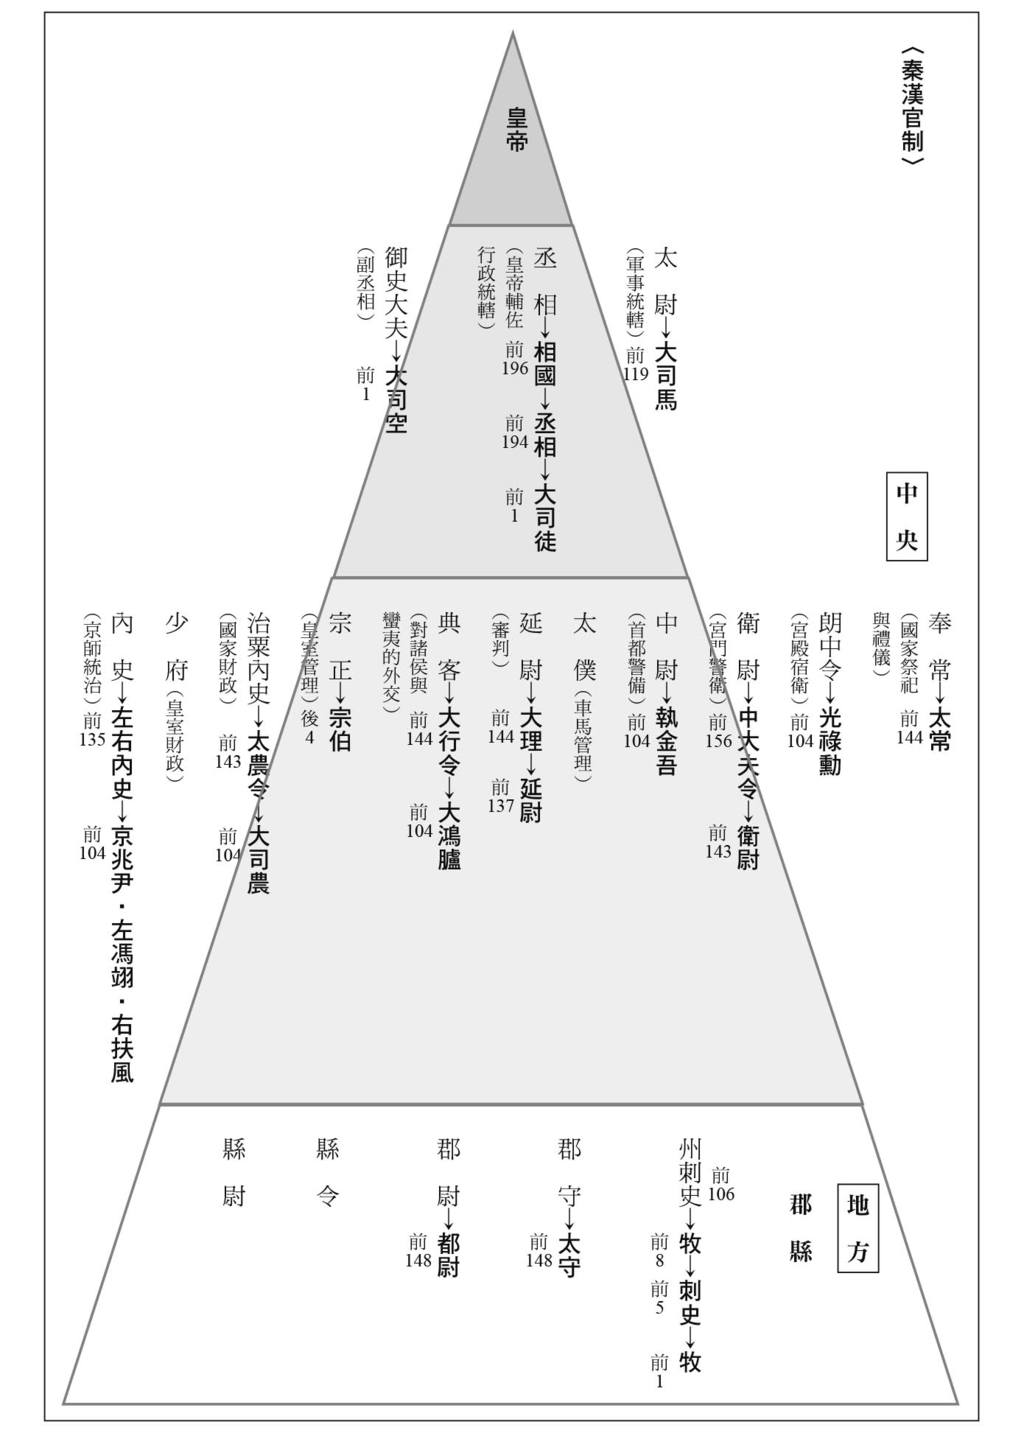 〈秦漢官制〉
皇帝
中央
太尉→大司馬
（軍事統轄）前119
丞相→相國→丞相→大司徒
（皇帝輔佐 前196 前194 前1
行政統轄）
御史大夫→大司空
（副丞相） 前1
奉常→太常
（國家祭祀 前144
與禮儀）
朗中令→光祿勳
（宮殿宿衛）前104
衛尉→中大夫令→衛尉
（宮門警衛）前156 前143
中尉→執金吾
（首都警備）前104
太僕（車馬管理）
延尉→大理→延尉
（審判） 前144 前137
典客→大行令→大鴻臚
（對諸侯與 前144 前104
蠻夷的外交）
宗正→宗伯
（皇室管理）後4
治粟內史→太農令→大司農
（國家財政） 前143 前104
少府（皇室財政）
內史→左右內史→京兆尹・左馮翊・右扶風
（京師統治）前135 前104
地方
郡縣
前106
州刺史→牧→刺史→牧
前8 前5 前1
郡守→太守
前148
郡尉→都尉
前148
縣令
縣尉